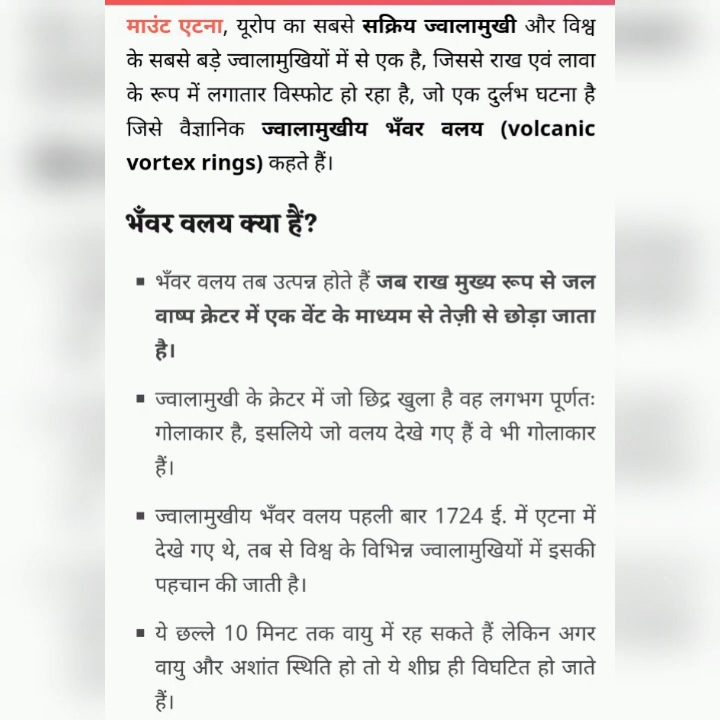 माउंट एटना, यूरोप का सबसे सक्रिय ज्वालामुखी और विश्व
के सबसे बड़े ज्वालामुखियों में से एक है, जिससे राख एवं लावा
के रूप में लगातार विस्फोट हो रहा है, जो एक दुर्लभ घटना है
जिसे वैज्ञानिक ज्वालामुखीय भँवर वलय (volcanic
vortex rings) कहते हैं।
भँवर वलय क्या हैं?
▪ भँवर वलय तब उत्पन्न होते हैं जब राख मुख्य रूप से जल
वाष्प क्रेटर में एक वेंट के माध्यम से तेज़ी से छोड़ा जाता
है।
▪ ज्वालामुखी के क्रेटर में जो छिद्र खुला है वह लगभग पूर्णतः
गोलाकार है, इसलिये जो वलय देखे गए हैं वे भी गोलाकार
हैं।
▪ ज्वालामुखीय भँवर वलय पहली बार 1724 ई. में एटना में
देखे गए थे, तब से विश्व के विभिन्न ज्वालामुखियों में इसकी
पहचान की जाती है।
▪ ये छल्ले 10 मिनट तक वायु में रह सकते हैं लेकिन अगर
वायु और अशांत स्थिति हो तो ये शीघ्र ही विघटित हो जाते
हैं।